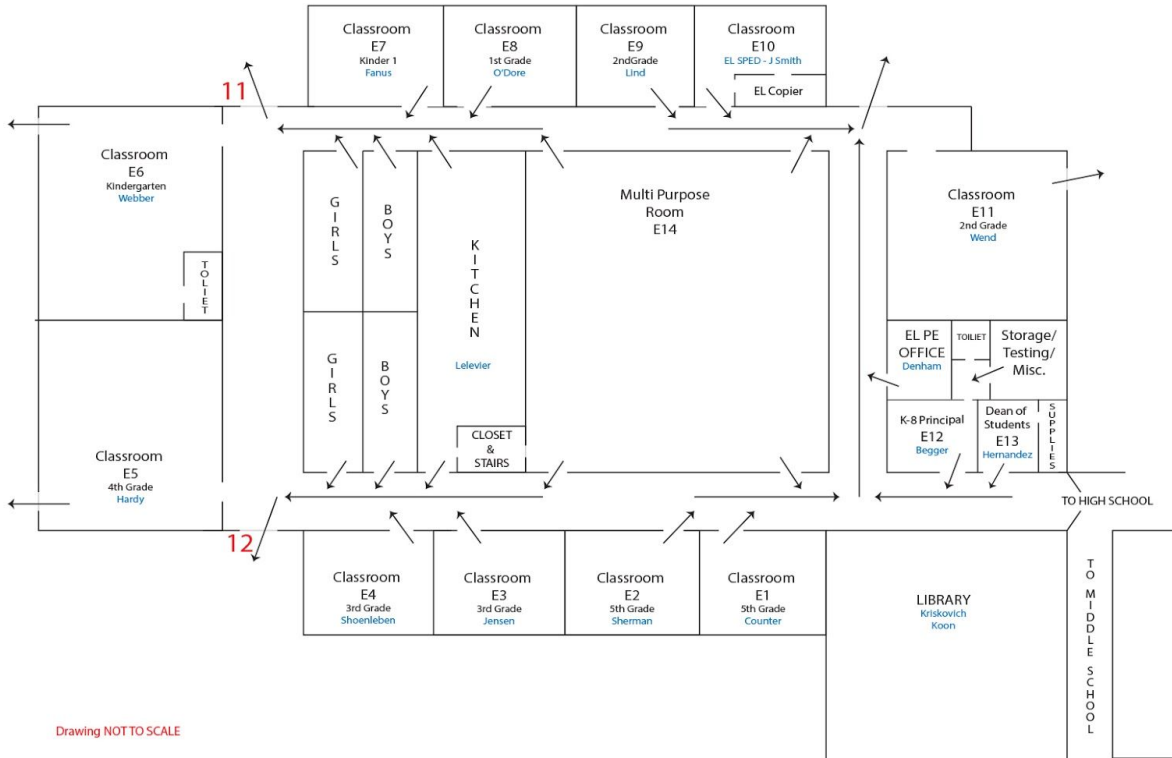 Classroom
E7
Kinder 1
Fanus
Classroom
E8
1st Grade
O'Dore
Classroom
E9
2ndGrade
Lind
Classroom
E10
EL SPED - J Smith
EL Copier
11
Classroom
E6
Kindergarten
Webber
TOLIET
GIRLS
BOYS
KITCHEN
Lelevier
Multi Purpose
Room
E14
Classroom
E11
2nd Grade
Wend
EL PE
OFFICE
Denham
TOILIET
Storage/
Testing/
Misc.
GIRLS
BOYS
CLOSET
&
STAIRS
K-8 Principal
E12
Begger
Dean of
Students
E13
Hernandez
SUPPLIES
Classroom
E5
4th Grade
Hardy
TO HIGH SCHOOL
12
Classroom
E4
3rd Grade
Shoenleben
Classroom
E3
3rd Grade
Jensen
Classroom
E2
5th Grade
Sherman
Classroom
E1
5th Grade
Counter
LIBRARY
Kriskovich
Koon
TO MIDDLE SCHOOL
Drawing NOT TO SCALE